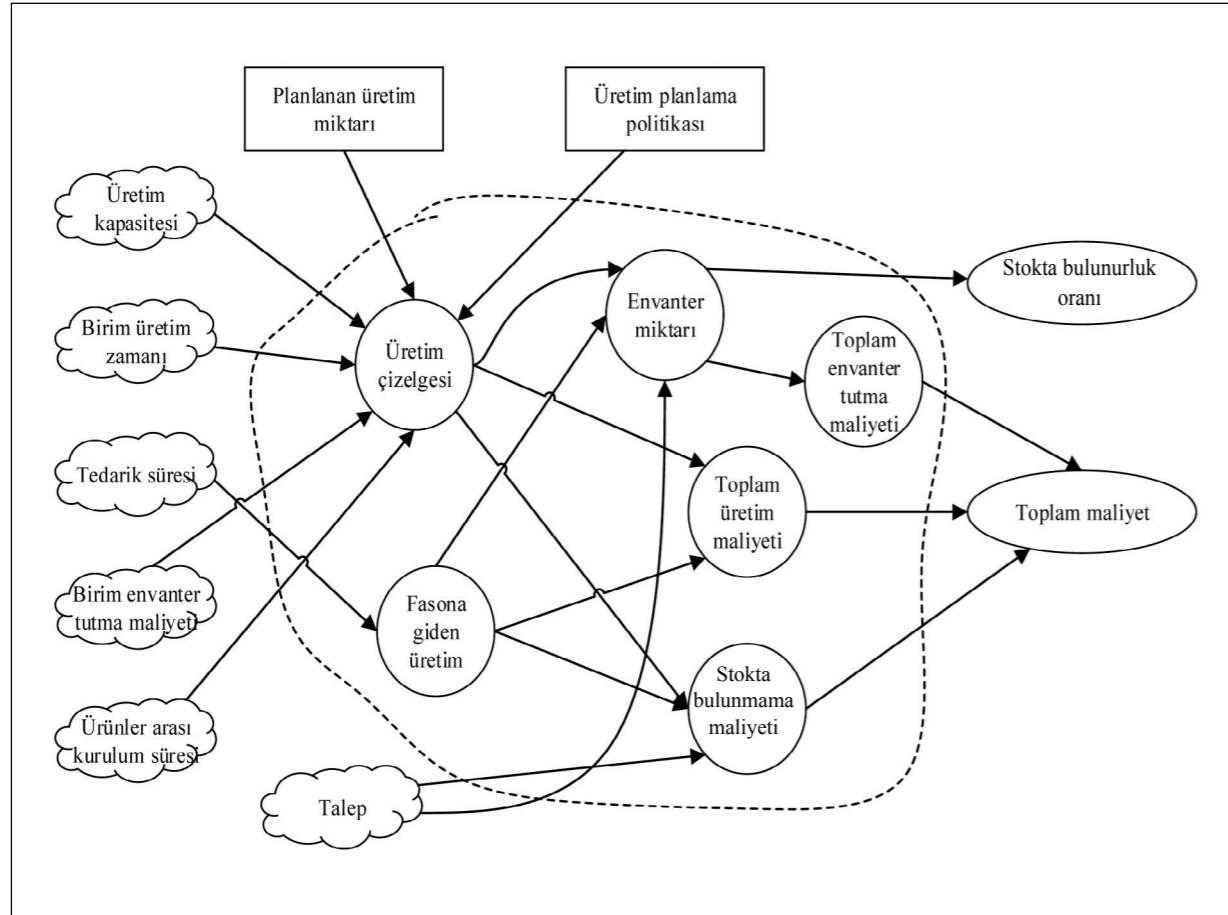 Planlanan üretim
miktarı
Üretim planlama
politikası
Üretim
kapasitesi
Birim üretim
zamanı
Tedarik süresi
Birim envanter
tutma maliyeti
Ürünler arası
kurulum süresi
Talep
Üretim
çizelgesi
Fasona
giden
üretim
Envanter
miktarı
Toplam
envanter
tutma
maliyeti
Toplam
üretim
maliyeti
Stokta
bulunmama
maliyeti
Stokta bulunurluk
oranı
Toplam maliyet